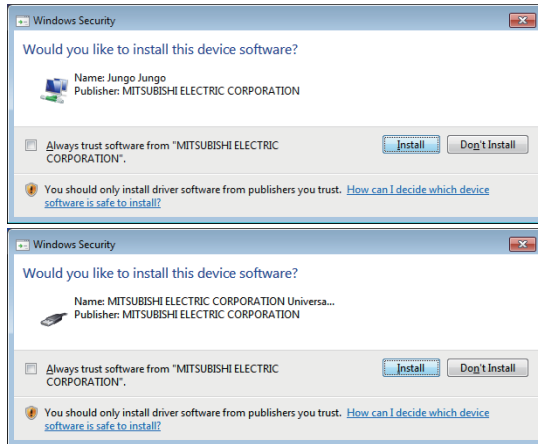 Windows Security
Would you like to install this device software?
Name: Jungo Jungo
Publisher: MITSUBISHI ELECTRIC CORPORATION
Always trust software from "MITSUBISHI ELECTRIC
CORPORATION".
Install
Don't Install
You should only install driver software from publishers you trust. How can I decide which device
software is safe to install?
Windows Security
Would you like to install this device software?
Name: MITSUBISHI ELECTRIC CORPORATION Universa...
Publisher: MITSUBISHI ELECTRIC CORPORATION
Always trust software from "MITSUBISHI ELECTRIC
CORPORATION".
Install
Don't Install
You should only install driver software from publishers you trust. How can I decide which device
software is safe to install?